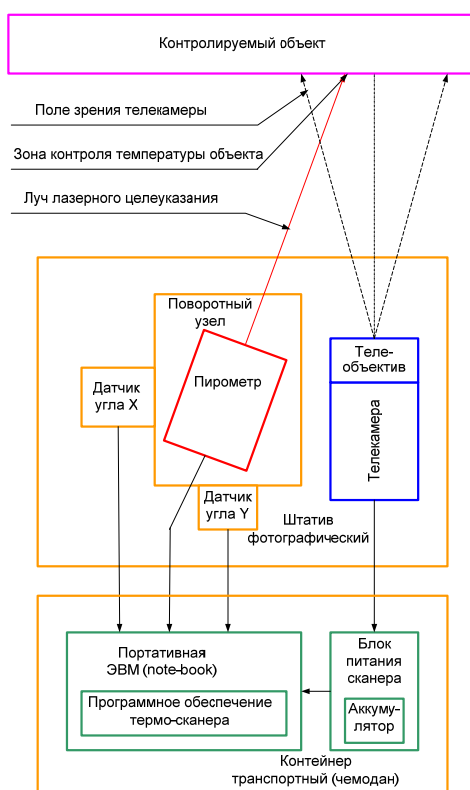 Контролируемый объект
Поле зрения телекамеры
Зона контроля температуры объекта
Луч лазерного целеуказания
Поворотный
узел
Пирометр
Датчик
угла X
Теле-
объектив
Телекамера
Датчик
угла Y
Штатив
фотографический
Портативная
ЭВМ (note-book)
Программное обеспечение
термо-сканера
Блок
питания
сканера
Аккуму-
лятор
Контейнер
транспортный (чемодан)